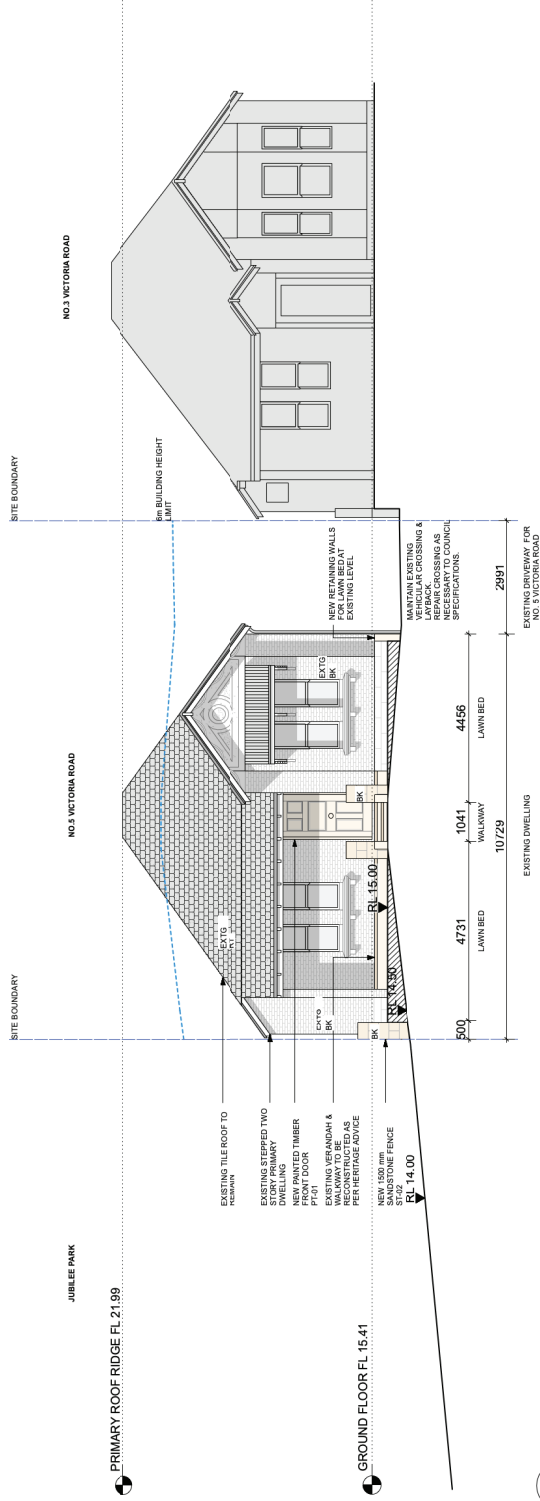 SITE BOUNDARY
SITE BOUNDARY
JUBILEE PARK
NO.5 VICTORIA ROAD
NO.3 VICTORIA ROAD
PRIMARY ROOF RIDGE FL 21.99
6m BUILDING HEIGHT
LIMIT
EXISTING TILE ROOF TO
REMAIN
EXTG
EXISTING STEPPED TWO
STORY PRIMARY
DWELLING
NEW PAINTED TIMBER
FRONT DOOR
PT-01
EXISTING VERANDAH &
WALKWAY TO BE
RECONSTRUCTED AS
PER HERITAGE ADVICE
NEW 1500 mm
SANDSTONE FENCE
ST-02
EXTG
BK
EXTG
BK
BK
BK
NEW RETAINING WALLS
FOR LAWN BED AT
EXISTING LEVEL
GROUND FLOOR FL 15.41
RL 15.00
RL 14.50
RL 14.00
MAINTAIN EXISTING
VEHICULAR CROSSING &
LAYBACK.
REPAIR CROSSING AS
NECESSARY TO COUNCIL
SPECIFICATIONS.
500
4731
LAWN BED
1041
WALKWAY
4456
LAWN BED
10729
EXISTING DWELLING
2991
EXISTING DRIVEWAY FOR
NO. 5 VICTORIA ROAD